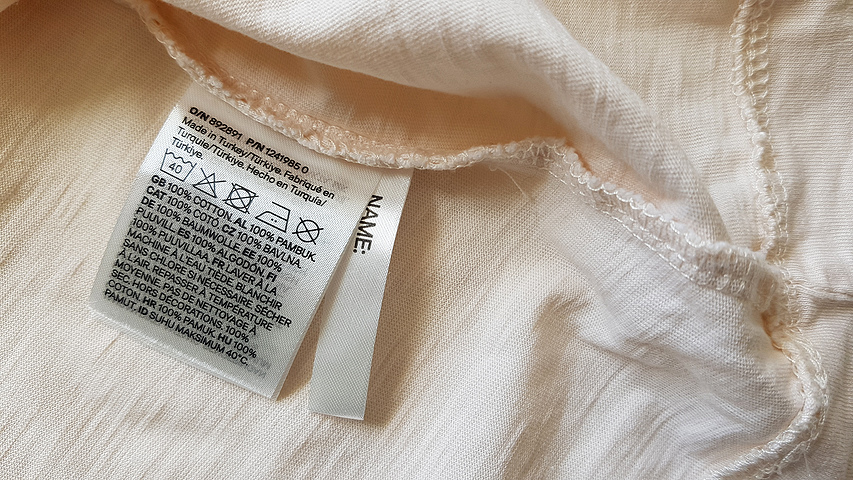 O/N 892891 P/N 1241985 0
Made in Turkey/Türkiye. Fabriqué en
Turquie/Türkiye. Hecho en Turquía/
Türkiye.
40
GB 100% COTTON. AL 100% PAMBUK.
CAT 100% COTÓ. CZ 100% BAVLNA.
DE 100% BAUMWOLLE. EE 100%
PUUVILL. ES 100% ALGODÓN. FI
100% PUUVILLAA. FR LAVER À LA
MACHINE À L'EAU TIÈDE. BLANCHIR
SANS CHLORE SI NÉCESSAIRE. SÉCHER
À L'AIR. REPASSER À TEMPÉRATURE
MOYENNE. PAS DE NETTOYAGE À
SEC. HORS DÉCORATIONS. 100%
COTON. HR 100% PAMUK. HU 100%
PAMUT. ID SUHU MAKSIMUM 40°C.
NAME: